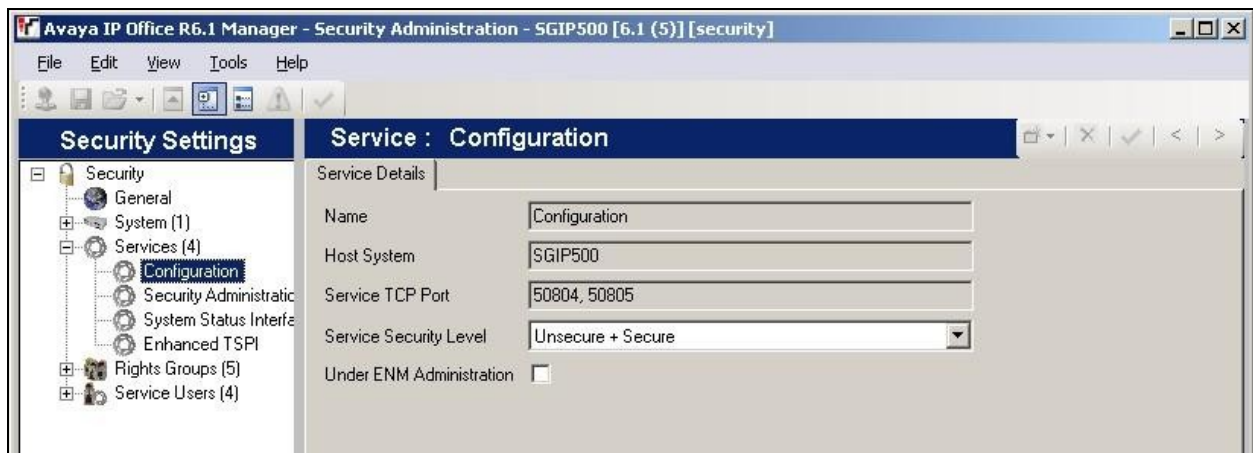 Avaya IP Office R6.1 Manager - Security Administration - SGIP500 [6.1 (5)] [security]
File Edit View Tools Help
Security Settings
Service : Configuration
Security
General
System (1)
Services (4)
Configuration
Security Administratic
System Status Interfa
Enhanced TSPI
Rights Groups (5)
Service Users (4)
Service Details
Name Configuration
Host System SGIP500
Service TCP Port 50804, 50805
Service Security Level Unsecure + Secure
Under ENM Administration